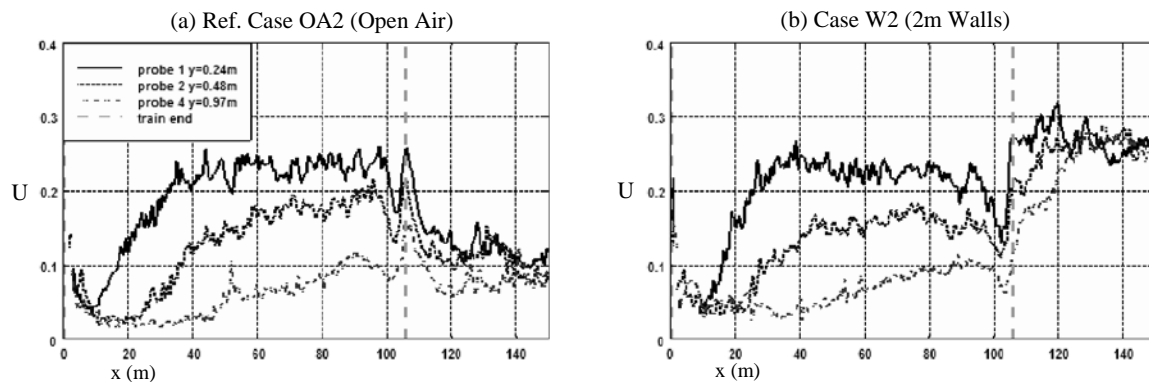 (a) Ref. Case OA2 (Open Air)
0.4
0.3
0.2
0.1
0
U
probe 1 y=0.24m
probe 2 y=0.48m
probe 4 y=0.97m
train end
0 20 40 60 80 100 120 140
x (m)
(b) Case W2 (2m Walls)
0.4
0.3
0.2
0.1
0
U
0 20 40 60 80 100 120 140
x (m)